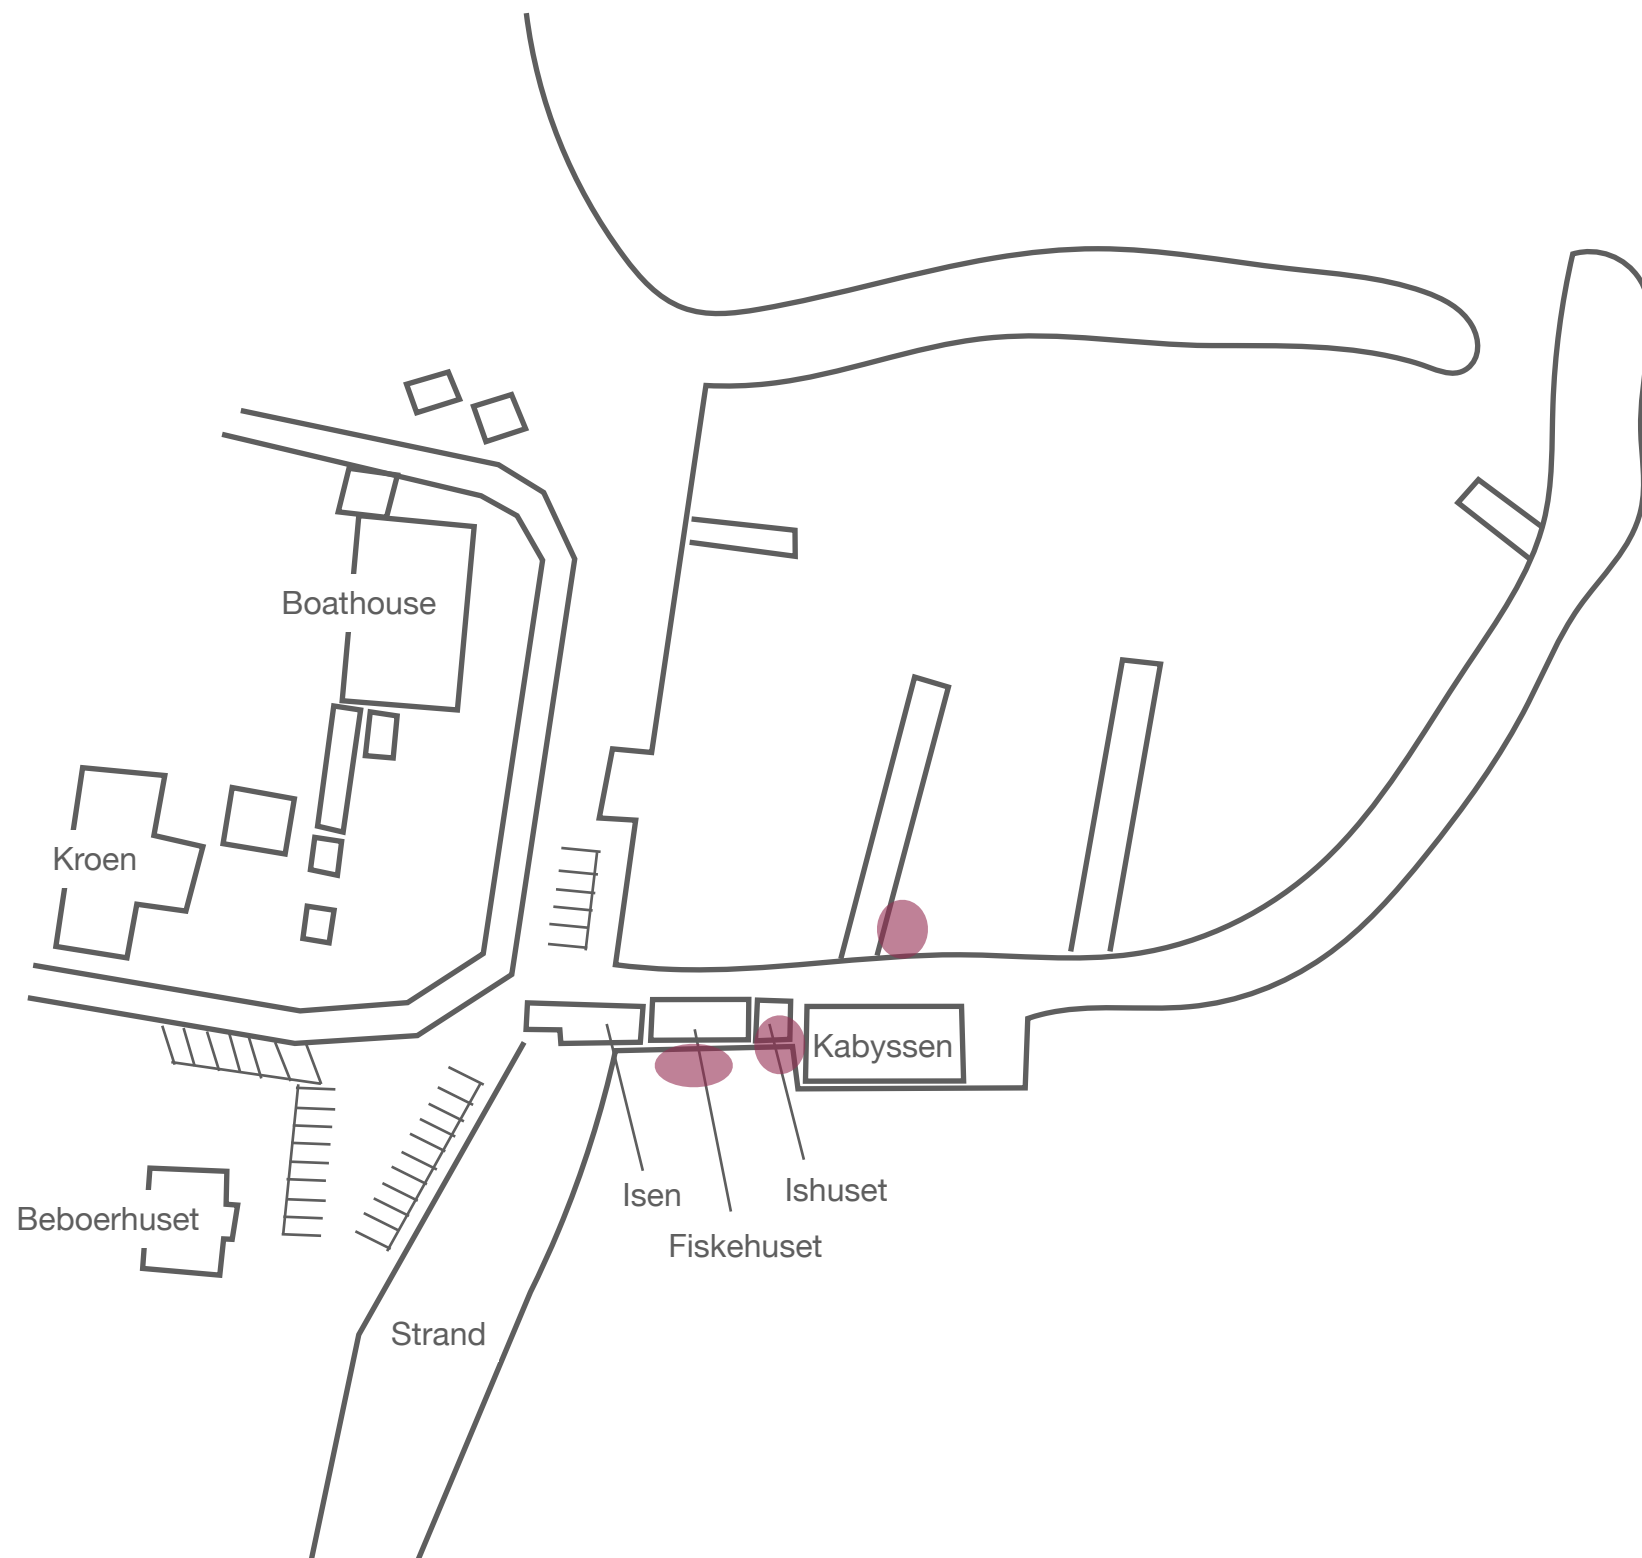 Boathouse
Kroen
Kabyssen
Isen
Ishuset
Beboerhuset
Fiskehuset
Strand